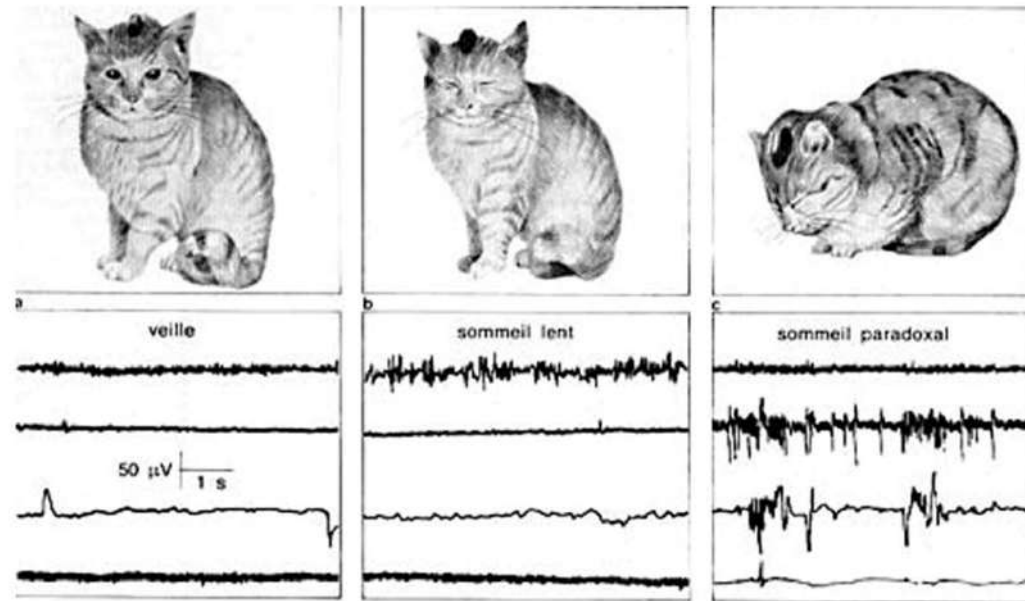 a
b
c
veille
sommeil lent
sommeil paradoxal
50 µV
1 s